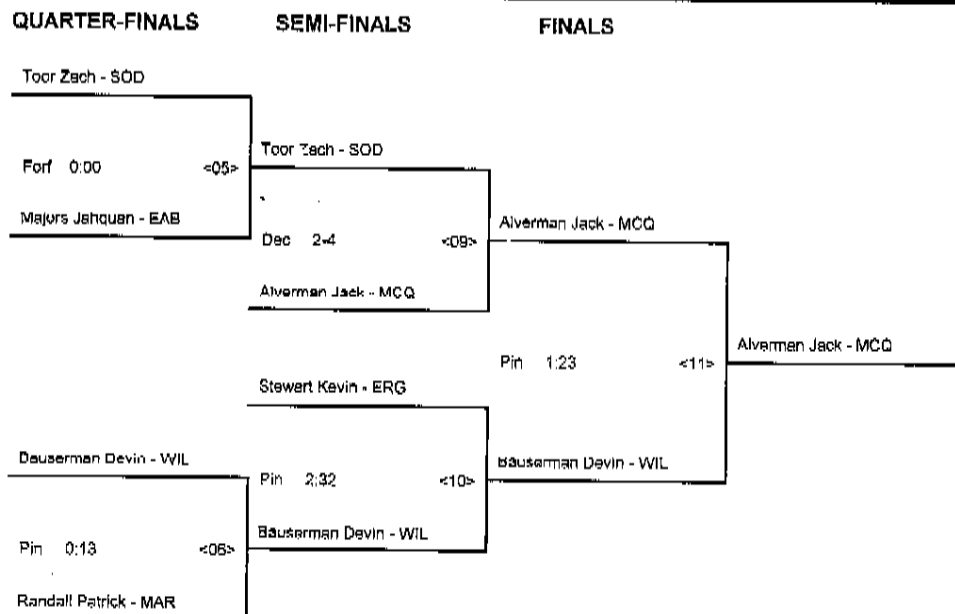 QUARTER-FINALS SEMI-FINALS FINALS
Toor Zach - SOD
Toor Zach - SOD
Forf 0:00 <05>
Majors Jahquan - EAB
Alverman Jack - MCQ
Dec 2-4 <09>
Alverman Jack - MCQ
Alverman Jack - MCQ
Pin 1:23 <11>
Stewart Kevin - ERG
Bauserman Devin - WIL
Bauserman Devin - WIL
Pin 2:32 <10>
Bauserman Devin - WIL
Pin 0:13 <06>
Randall Patrick - MAR